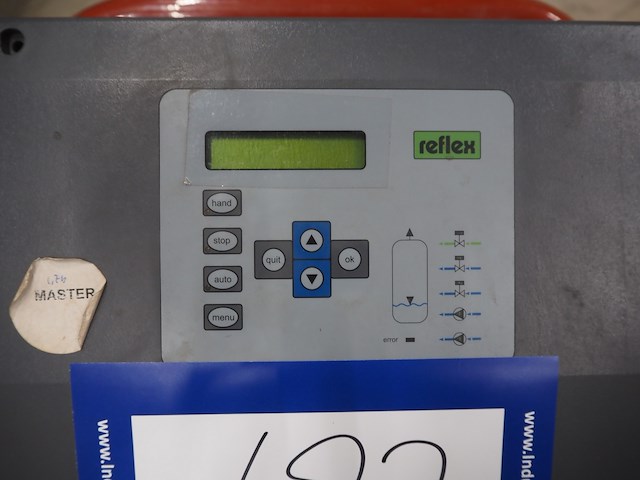 reflex
hand
stop
quit
ok
auto
menu
error
MASTER